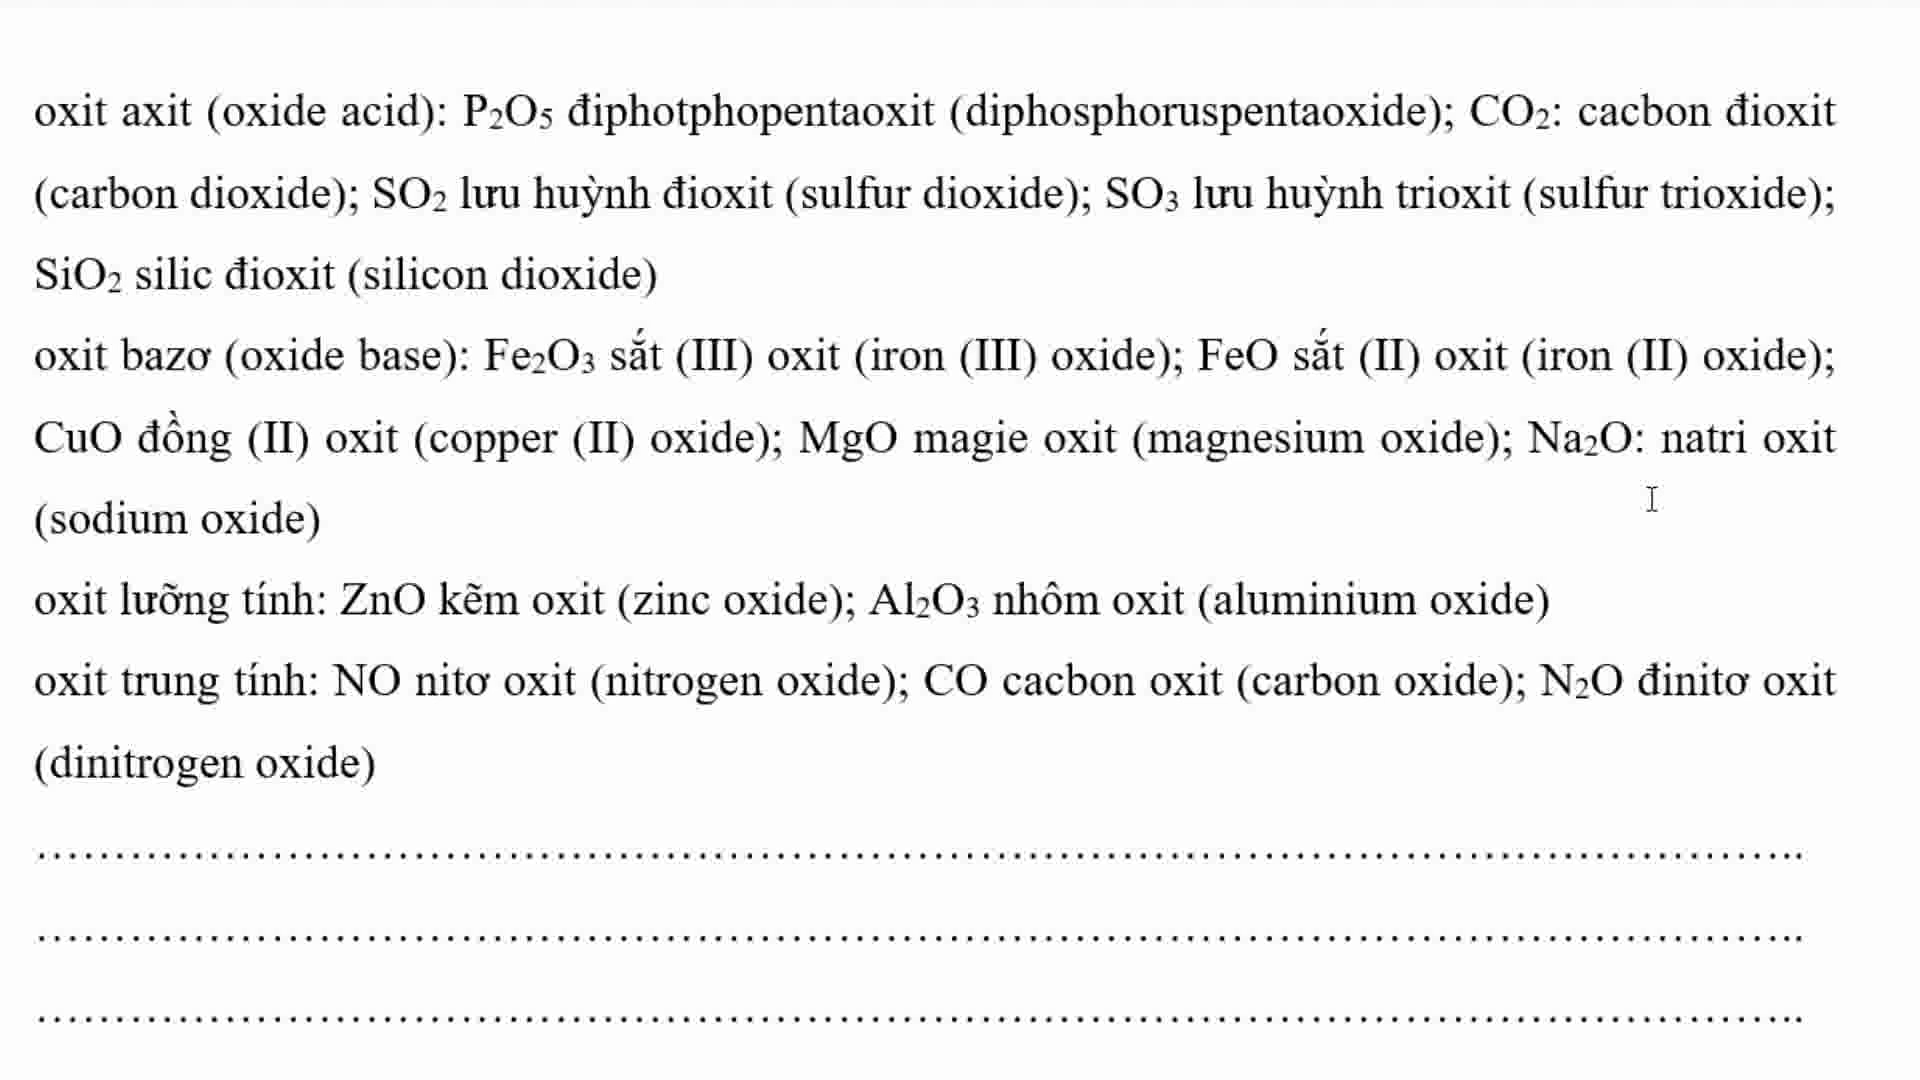 oxit axit (oxide acid): P₂O₅ điphotphopentaoxit (diphosphoruspentaoxide); CO₂: cacbon đioxit
(carbon dioxide); SO₂ lưu huỳnh đioxit (sulfur dioxide); SO₃ lưu huỳnh trioxit (sulfur trioxide);
SiO₂ silic đioxit (silicon dioxide)
oxit bazơ (oxide base): Fe₂O₃ sắt (III) oxit (iron (III) oxide); FeO sắt (II) oxit (iron (II) oxide);
CuO đồng (II) oxit (copper (II) oxide); MgO magie oxit (magnesium oxide); Na₂O: natri oxit
(sodium oxide)
oxit lưỡng tính: ZnO kẽm oxit (zinc oxide); Al₂O₃ nhôm oxit (aluminium oxide)
oxit trung tính: NO nitơ oxit (nitrogen oxide); CO cacbon oxit (carbon oxide); N₂O đinitơ oxit
(dinitrogen oxide)